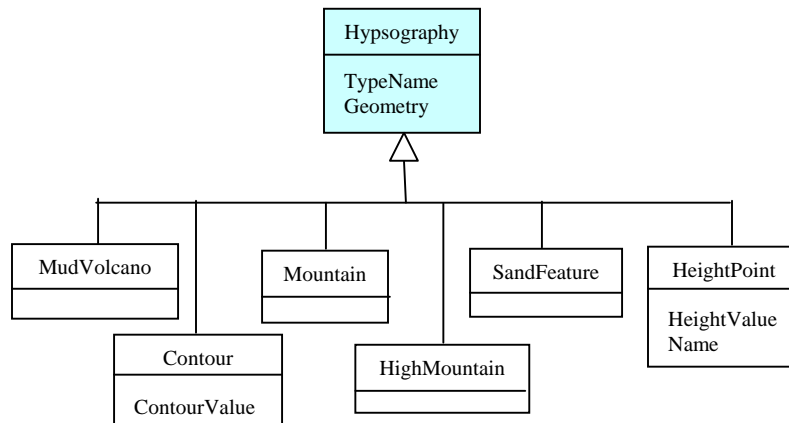 Hypsography
TypeName
Geometry
MudVolcano
Mountain
SandFeature
HeightPoint
HeightValue
Name
Contour
ContourValue
HighMountain